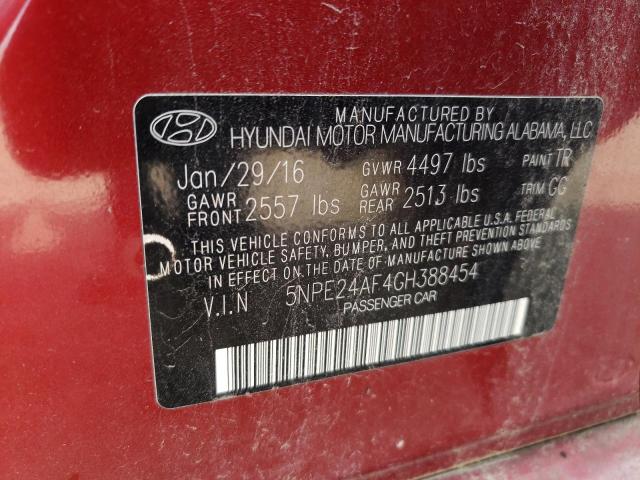 MANUFACTURED BY
HYUNDAI MOTOR MANUFACTURING ALABAMA, LLC
Jan/29/16 GVWR 4497 lbs PAINT TR
GAWR FRONT 2557 lbs GAWR REAR 2513 lbs TRIM GG
THIS VEHICLE CONFORMS TO ALL APPLICABLE U.S.A. FEDERAL
MOTOR VEHICLE SAFETY, BUMPER, AND THEFT PREVENTION STANDARDS
IN EFFECT ON THE DATE OF MANUFACTURE SHOWN ABOVE.
V.I.N 5NPE24AF4GH388454
PASSENGER CAR